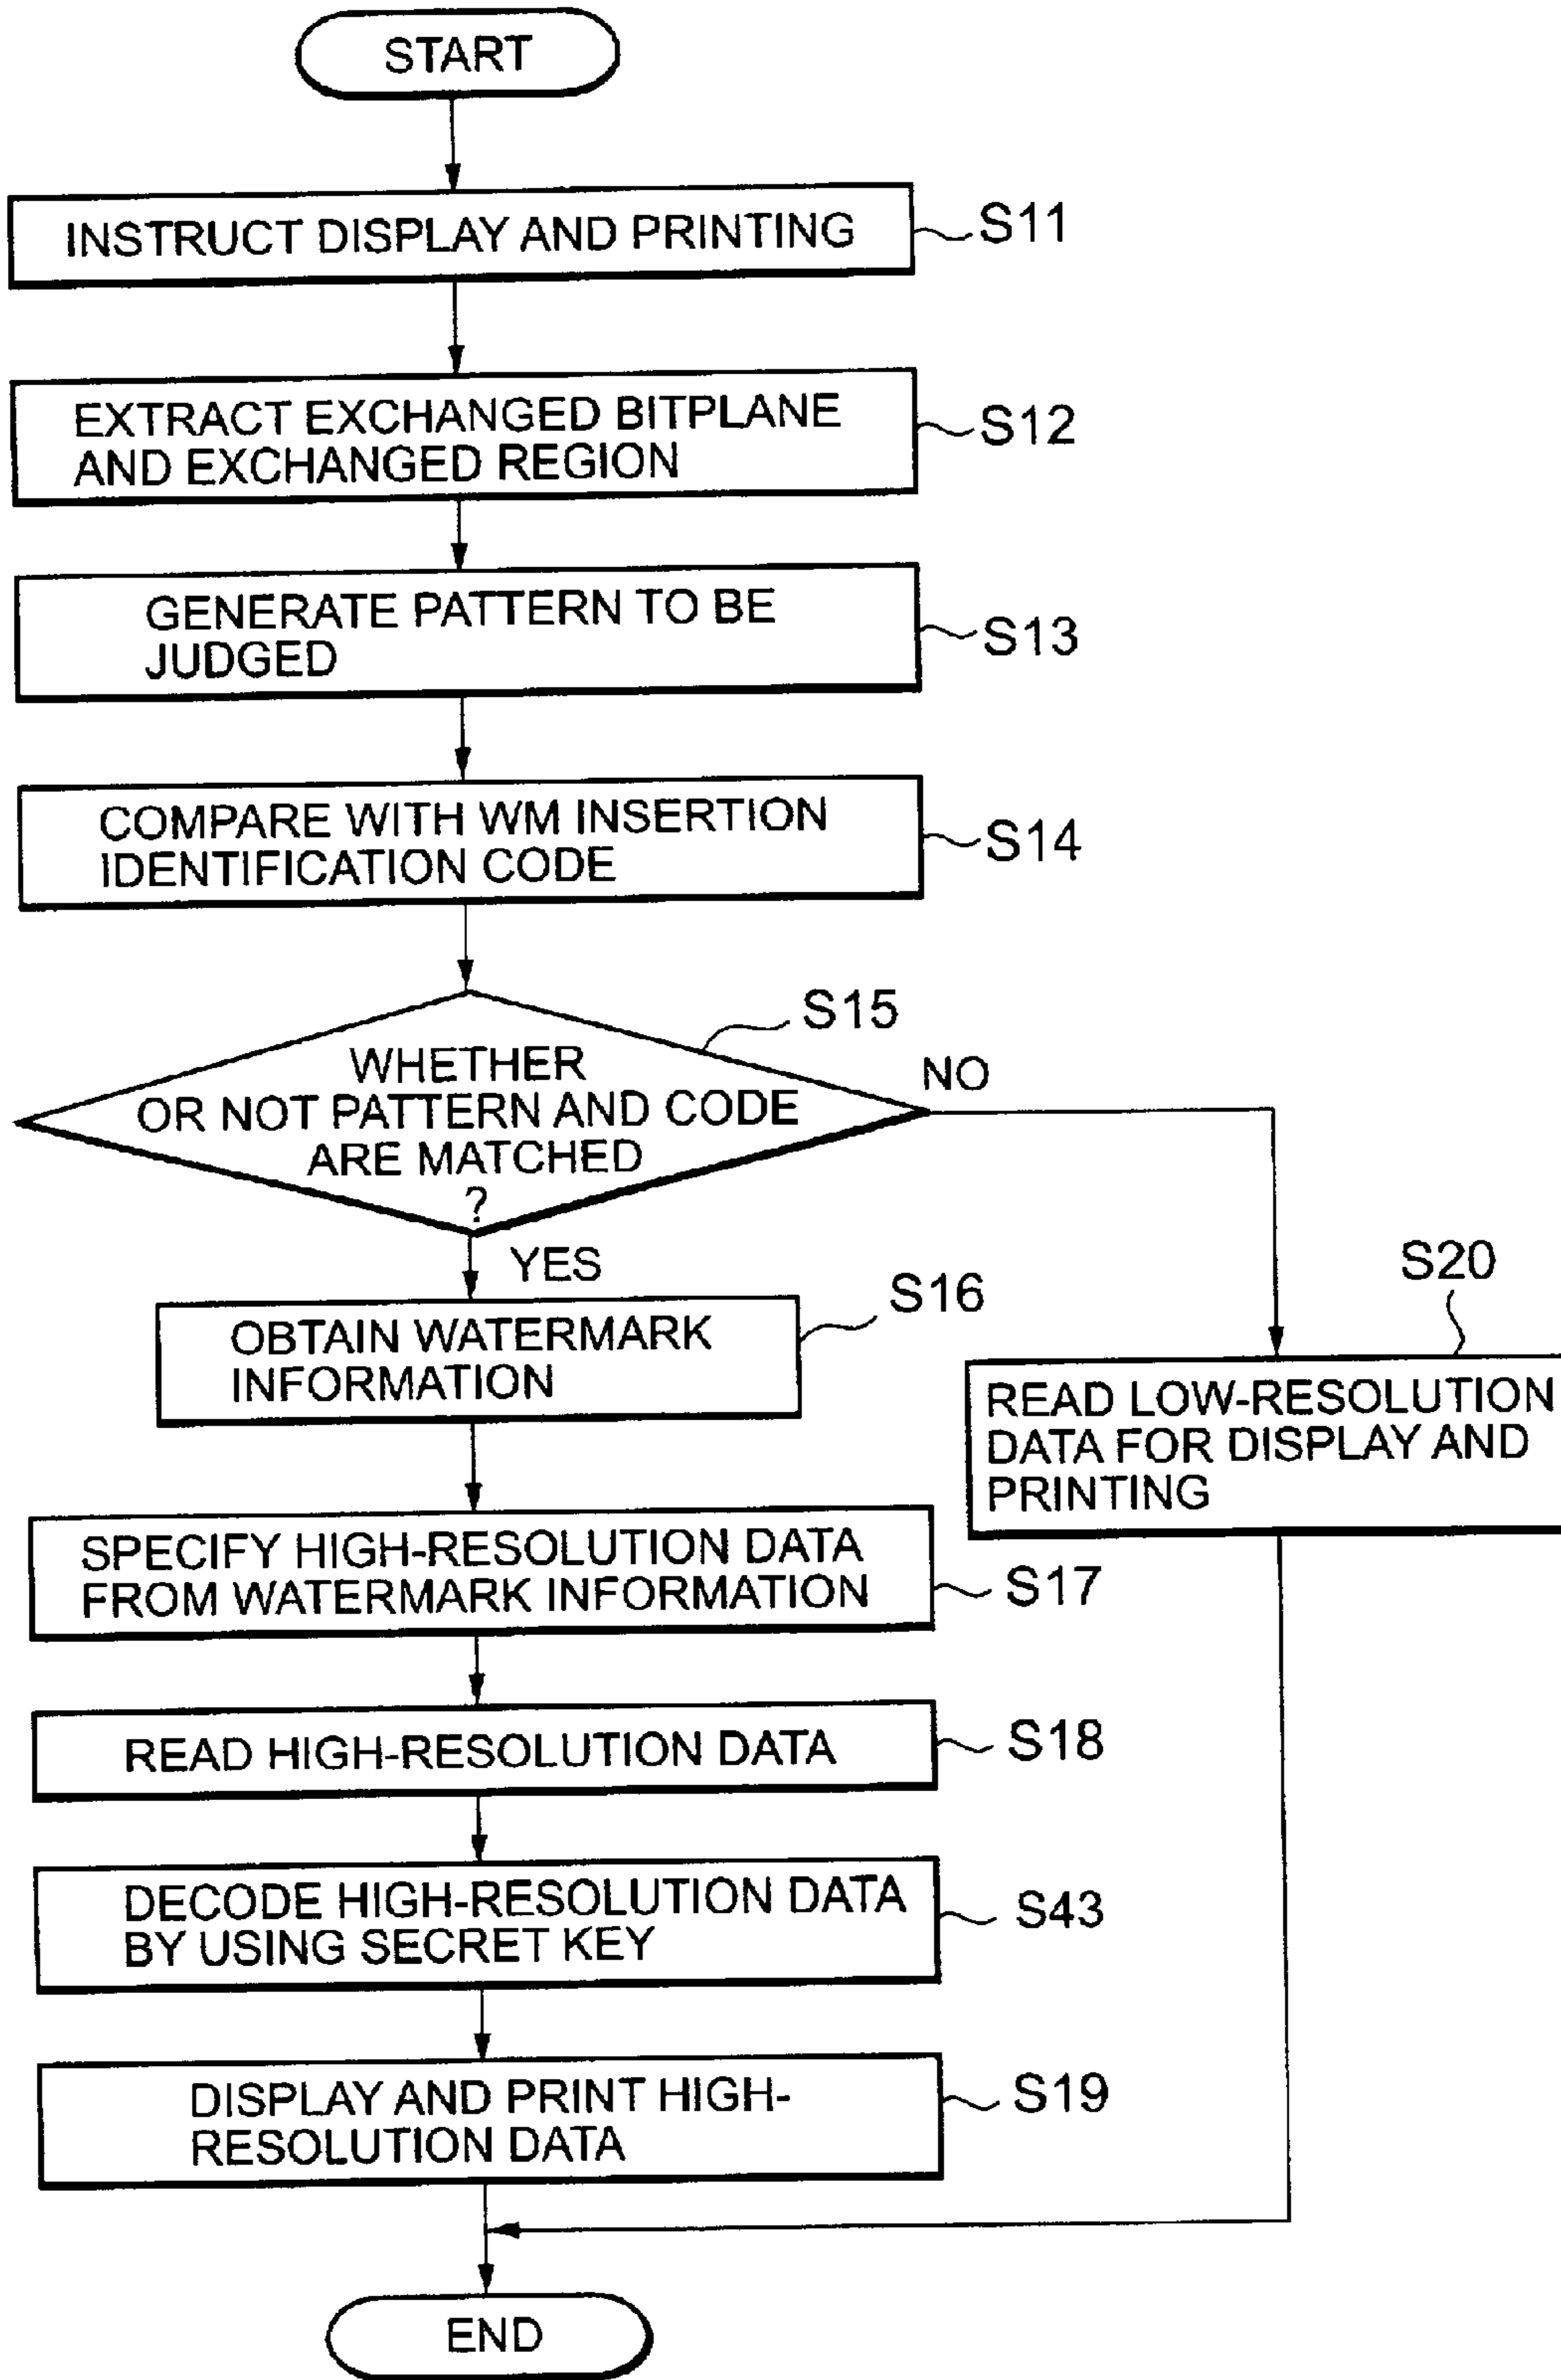 START
INSTRUCT DISPLAY AND PRINTING
S11
EXTRACT EXCHANGED BITPLANE
AND EXCHANGED REGION
S12
GENERATE PATTERN TO BE
JUDGED
S13
COMPARE WITH WM INSERTION
IDENTIFICATION CODE
S14
S15
WHETHER
OR NOT PATTERN AND CODE
ARE MATCHED
?
NO
YES
S16
OBTAIN WATERMARK
INFORMATION
S20
READ LOW-RESOLUTION
DATA FOR DISPLAY AND
PRINTING
SPECIFY HIGH-RESOLUTION DATA
FROM WATERMARK INFORMATION
S17
READ HIGH-RESOLUTION DATA
S18
DECODE HIGH-RESOLUTION DATA
BY USING SECRET KEY
S43
DISPLAY AND PRINT HIGH-
RESOLUTION DATA
S19
END